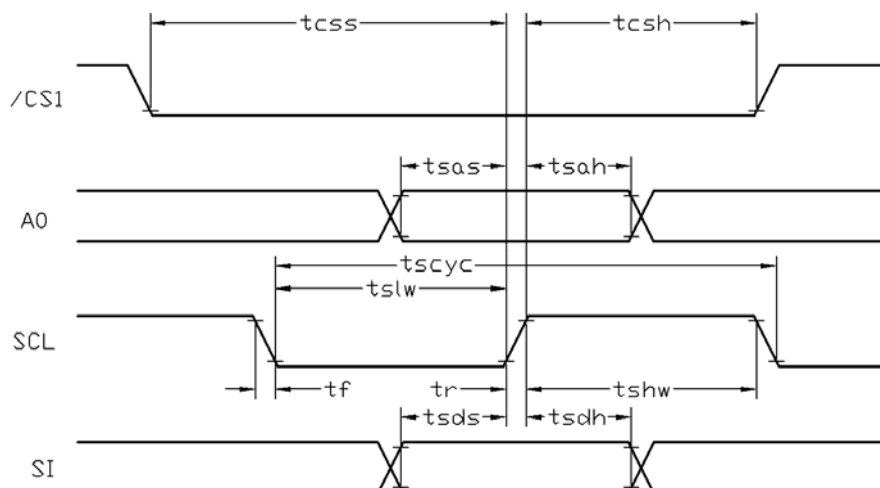 tcss tcsh
/CS1
tsas tsah
A0
tscyc
tslw
SCL
tf tr tshw
tsds tsdh
SI